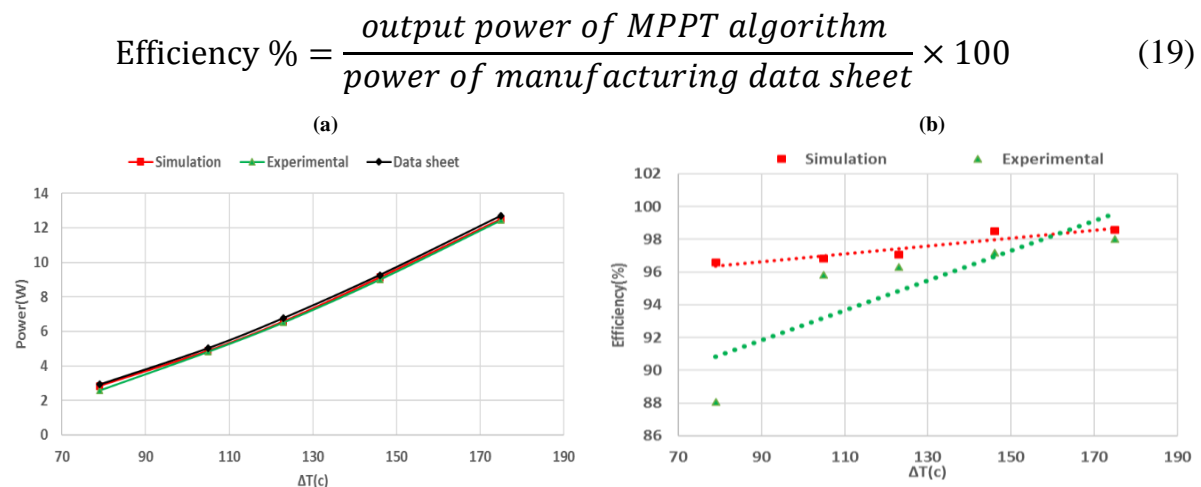 Efficiency % = output power of MPPT algorithm / power of manufacturing data sheet × 100 (19)
(a)
Simulation Experimental Data sheet
14
12
10
8
6
4
2
0
Power(W)
70 90 110 130 150 170 190
ΔT(c)
(b)
Simulation Experimental
102
100
98
96
94
92
90
88
86
Efficiency(%)
70 90 110 130 150 170 190
ΔT(c)